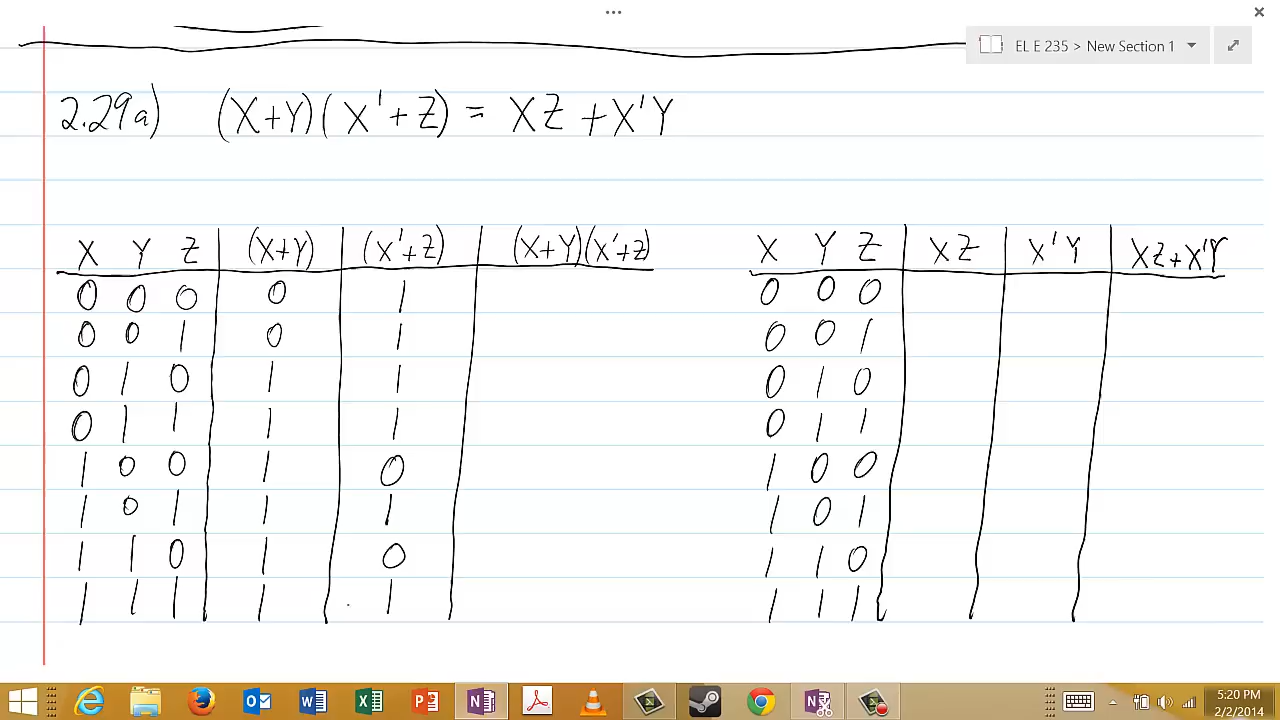 EL E 235 > New Section 1
2.29a) (X+Y)(X'+Z) = XZ + X'Y
X Y Z (X+Y) (X'+Z) (X+Y)(X'+Z) X Y Z XZ X'Y XZ+X'Y
0 0 0 0 1 0 0 0
0 0 1 0 1 0 0 1
0 1 0 1 1 0 1 0
0 1 1 1 1 0 1 1
1 0 0 1 0 1 0 0
1 0 1 1 1 1 0 1
1 1 0 1 0 1 1 0
1 1 1 1 1 1 1 1
5:20 PM
2/2/2014